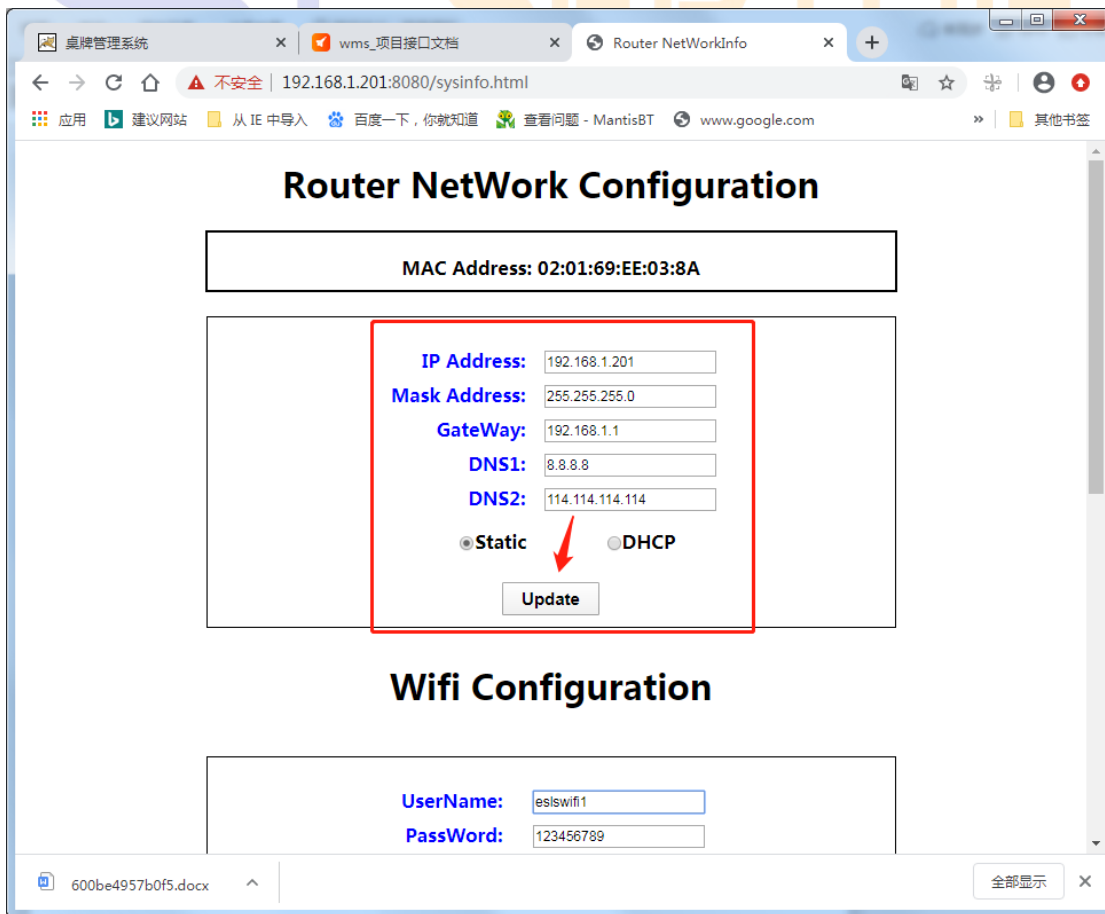 桌牌管理系统
wms_项目接口文档
Router NetWorkInfo
不安全 192.168.1.201:8080/sysinfo.html
应用 建议网站 从 IE 中导入 百度一下,你就知道 查看问题 - MantisBT www.google.com » 其他书签
Router NetWork Configuration
MAC Address: 02:01:69:EE:03:8A
IP Address: 192.168.1.201
Mask Address: 255.255.255.0
GateWay: 192.168.1.1
DNS1: 8.8.8.8
DNS2: 114.114.114.114
Static DHCP
Update
Wifi Configuration
UserName: eslswifi1
PassWord: 123456789
600be4957b0f5.docx 全部显示